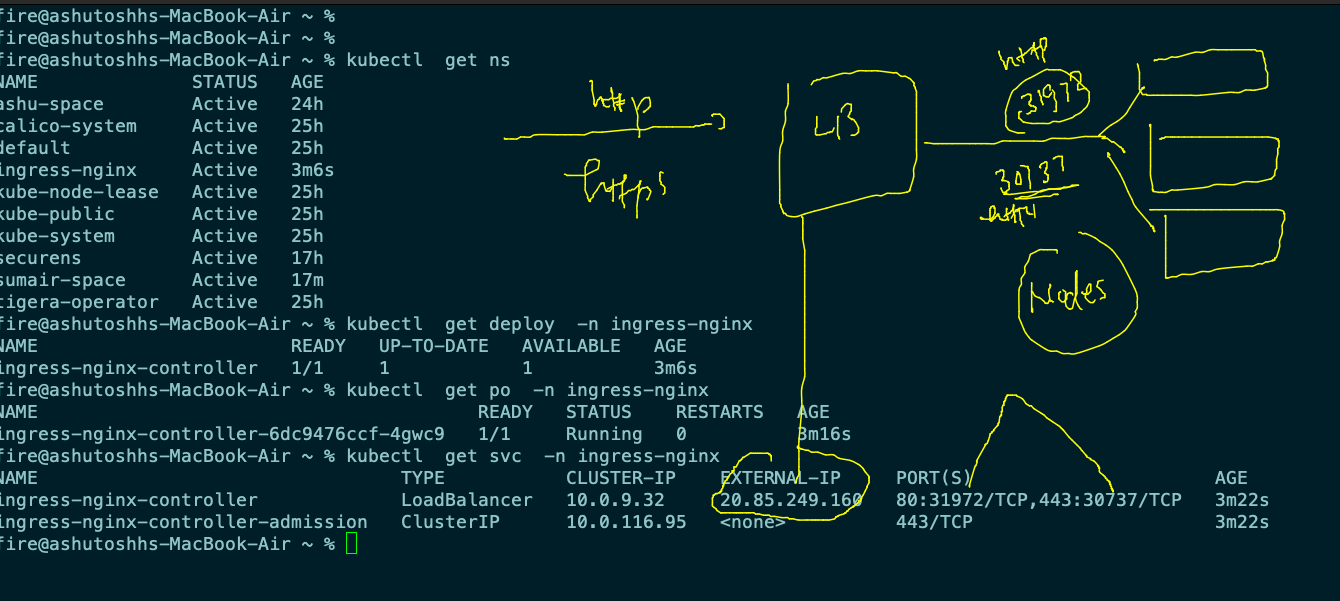 fire@ashutoshhs-MacBook-Air ~ %
fire@ashutoshhs-MacBook-Air ~ %
fire@ashutoshhs-MacBook-Air ~ % kubectl  get ns
NAME STATUS AGE
ashu-space Active 24h
calico-system Active 25h
default Active 25h
ingress-nginx Active 3m6s
kube-node-lease Active 25h
kube-public Active 25h
kube-system Active 25h
securens Active 17h
sumair-space Active 17m
tigera-operator Active 25h
fire@ashutoshhs-MacBook-Air ~ % kubectl  get deploy  -n ingress-nginx
NAME READY UP-TO-DATE AVAILABLE AGE
ingress-nginx-controller 1/1 1 1 3m6s
fire@ashutoshhs-MacBook-Air ~ % kubectl  get po  -n ingress-nginx
NAME READY STATUS RESTARTS AGE
ingress-nginx-controller-6dc9476ccf-4gwc9 1/1 Running 0 3m16s
fire@ashutoshhs-MacBook-Air ~ % kubectl  get svc  -n ingress-nginx
NAME TYPE CLUSTER-IP EXTERNAL-IP PORT(S) AGE
ingress-nginx-controller LoadBalancer 10.0.9.32 20.85.249.160 80:31972/TCP,443:30737/TCP 3m22s
ingress-nginx-controller-admission ClusterIP 10.0.116.95 <none> 443/TCP 3m22s
fire@ashutoshhs-MacBook-Air ~ %
http
https
LB
http
31972
30737
Nodes